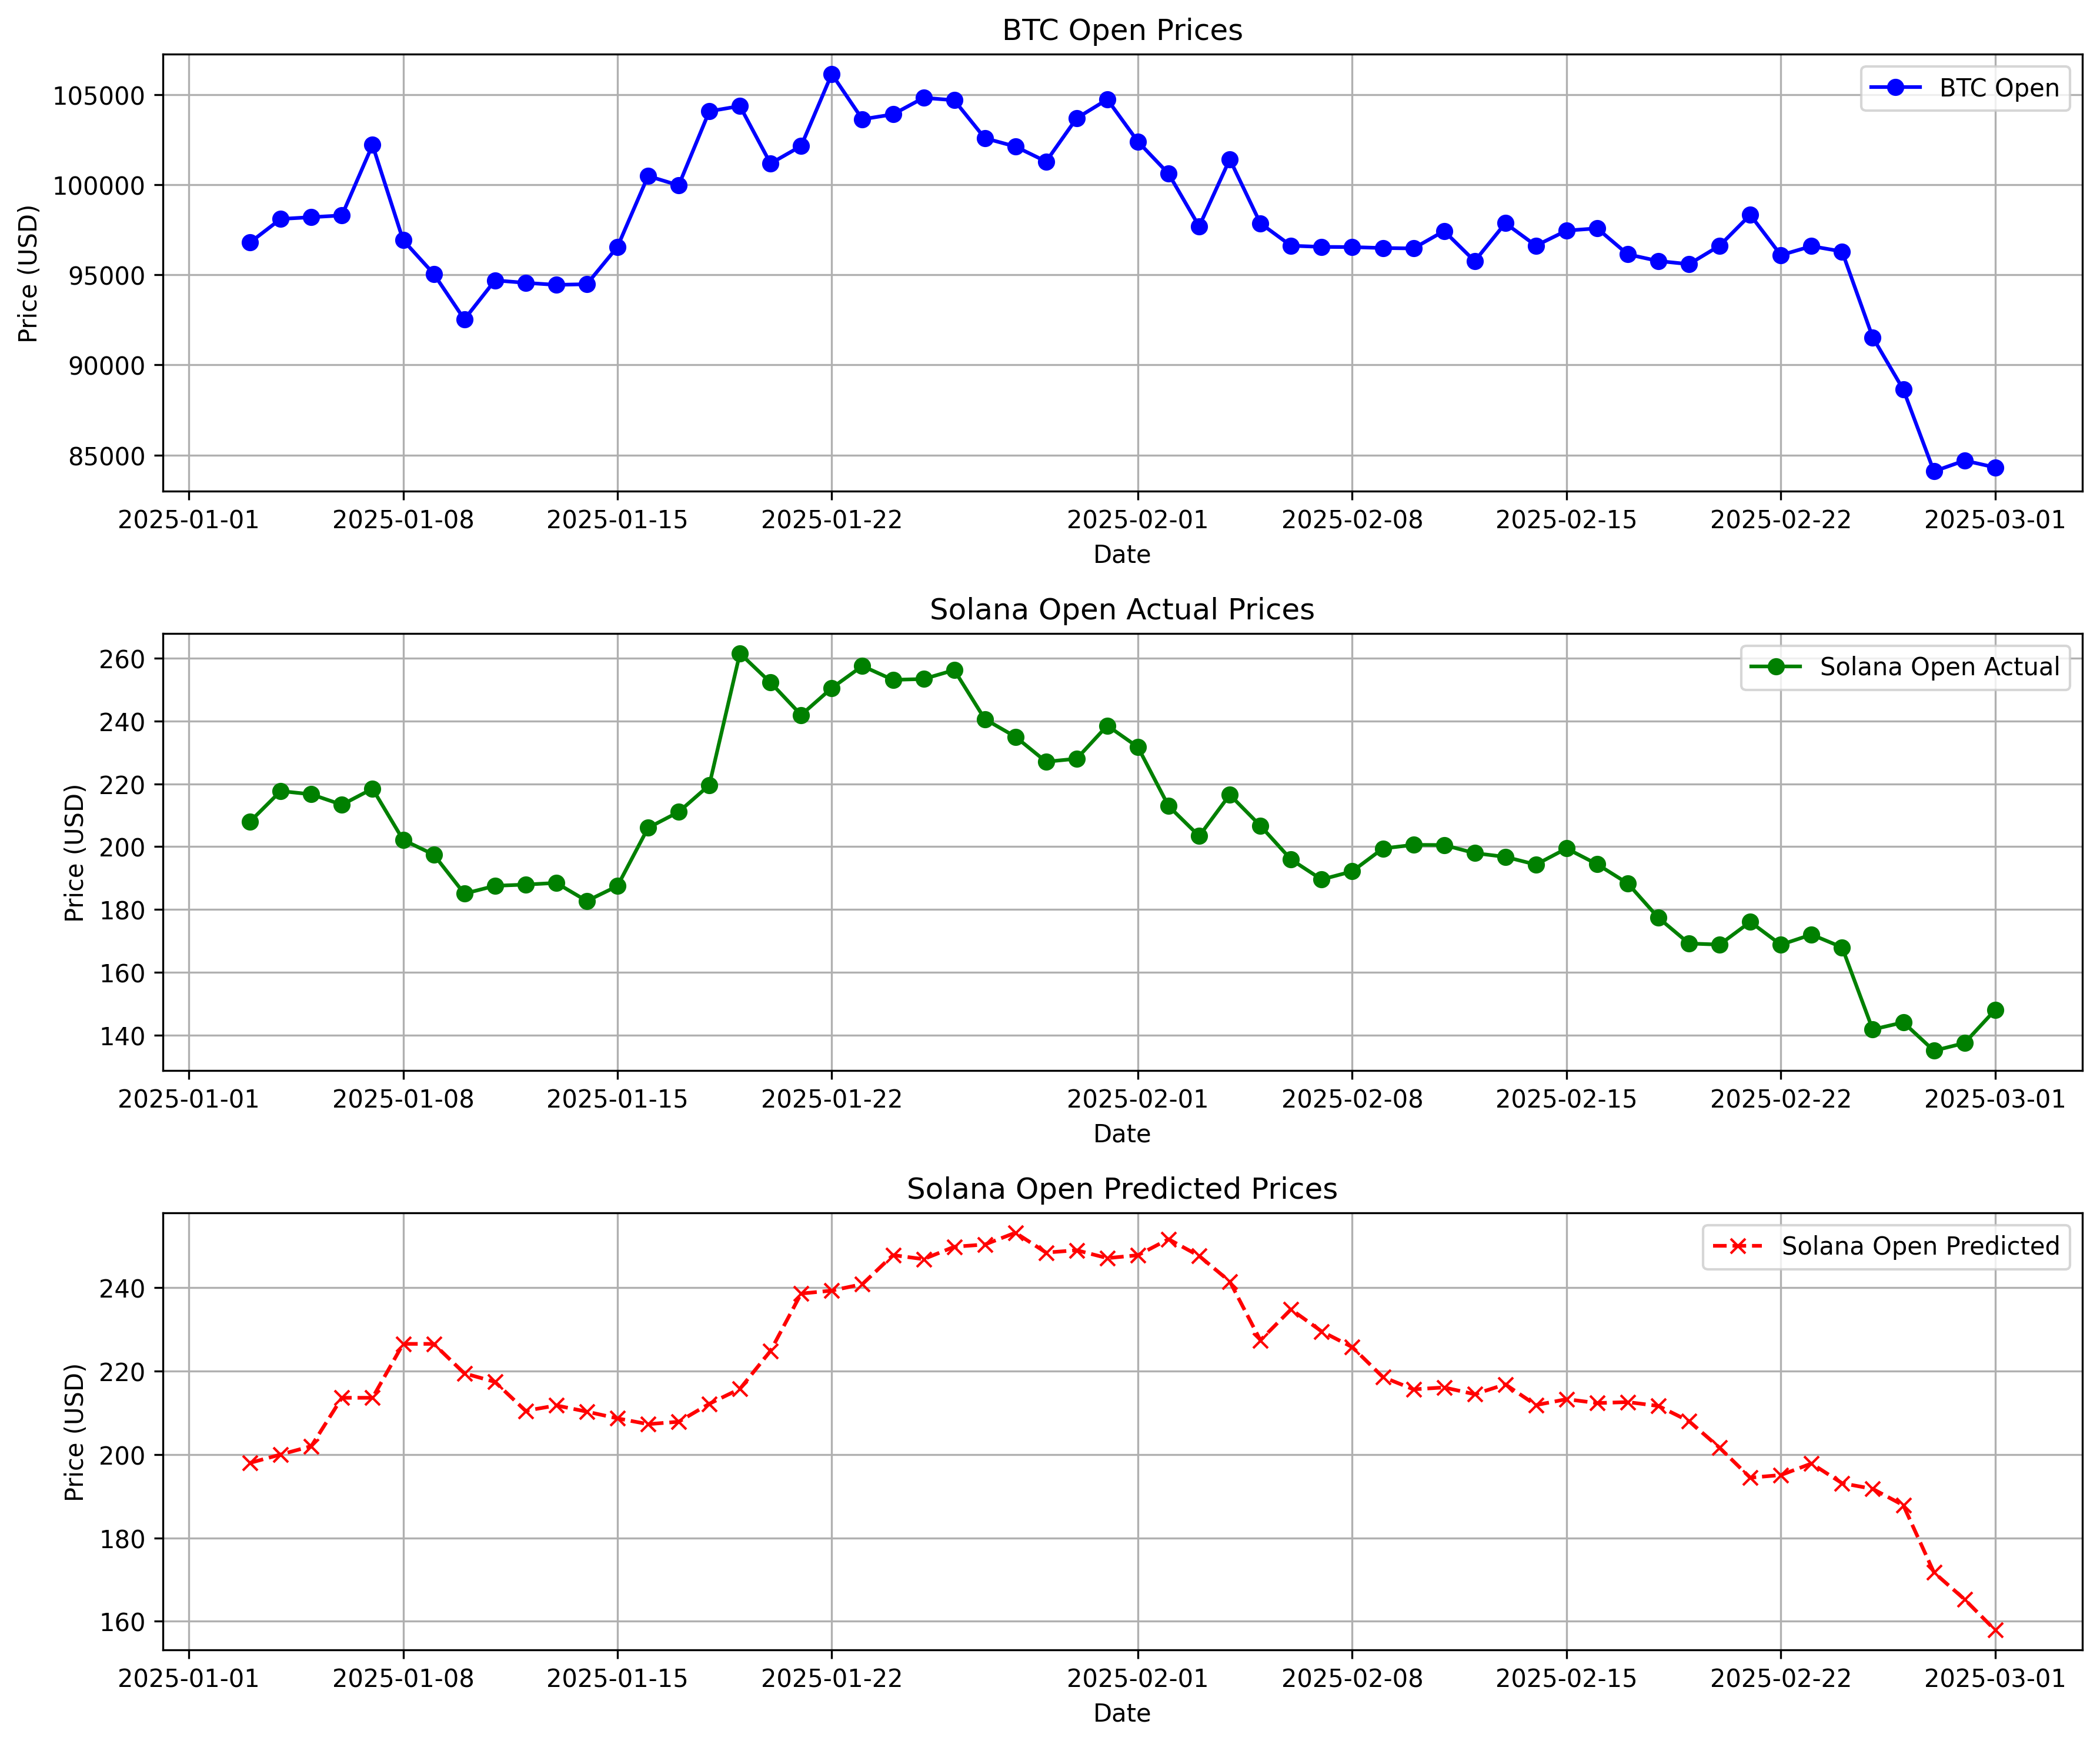 BTC Open Prices
BTC Open
105000
100000
95000
90000
85000
Price (USD)
2025-01-01 2025-01-08 2025-01-15 2025-01-22 2025-02-01 2025-02-08 2025-02-15 2025-02-22 2025-03-01
Date
Solana Open Actual Prices
Solana Open Actual
260
240
220
200
180
160
140
Price (USD)
2025-01-01 2025-01-08 2025-01-15 2025-01-22 2025-02-01 2025-02-08 2025-02-15 2025-02-22 2025-03-01
Date
Solana Open Predicted Prices
Solana Open Predicted
240
220
200
180
160
Price (USD)
2025-01-01 2025-01-08 2025-01-15 2025-01-22 2025-02-01 2025-02-08 2025-02-15 2025-02-22 2025-03-01
Date